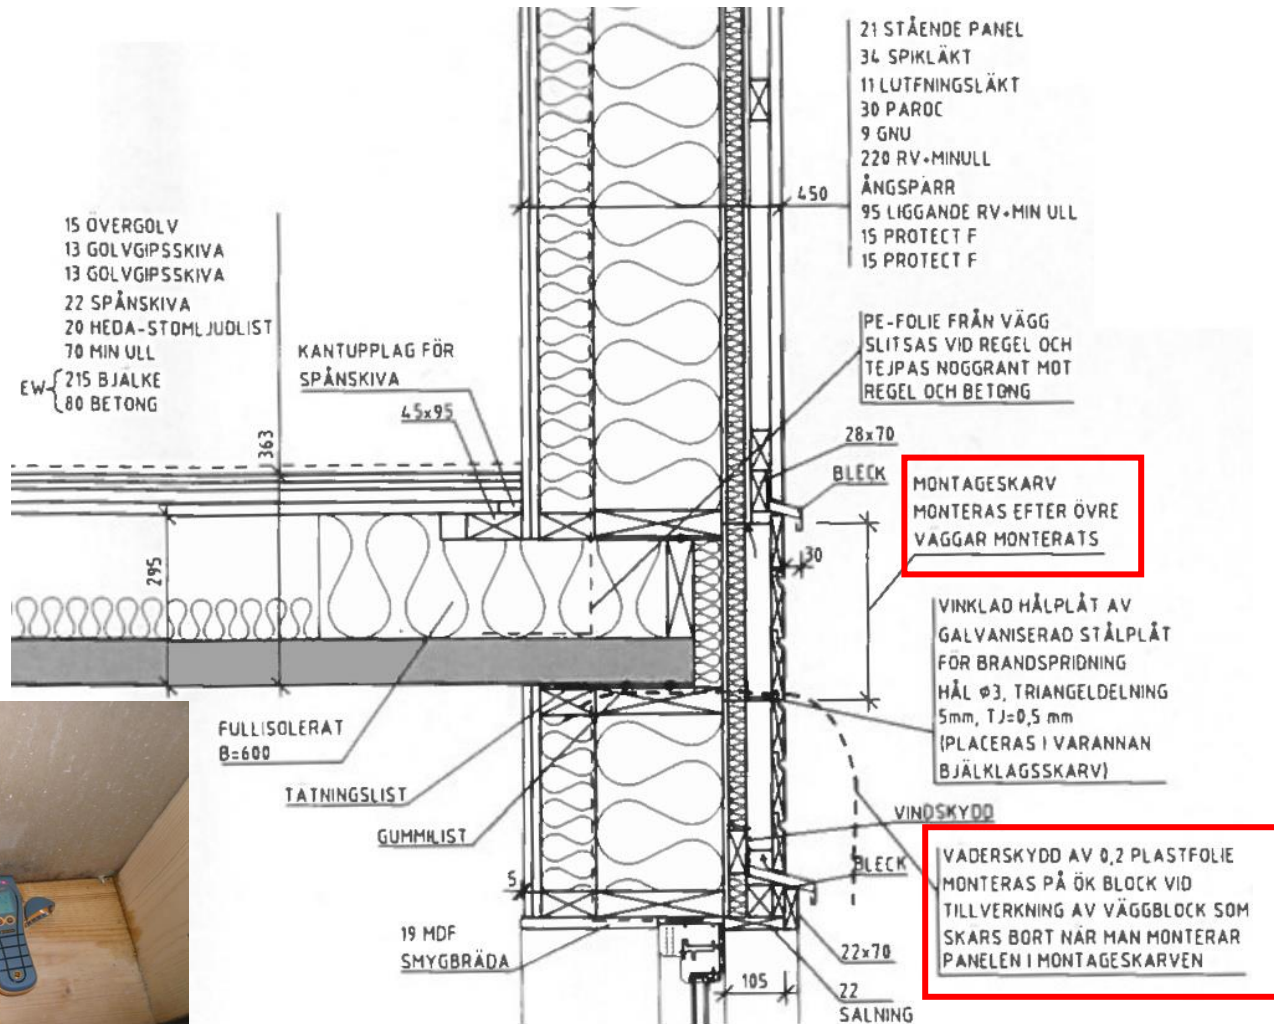 21 STÅENDE PANEL
34 SPIKLÄKT
11 LUTFNINGSLÄKT
30 PAROC
9 GNU
220 RV+MINULL
ÅNGSPÄRR
95 LIGGANDE RV+MIN ULL
15 PROTECT F
15 PROTECT F
450
15 ÖVERGOLV
13 GOLVGIPSSKIVA
13 GOLVGIPSSKIVA
22 SPÅNSKIVA
20 HEDA-STOMLJUDLIST
70 MIN ULL
EW
215 BJÄLKE
80 BETONG
KANTUPPLAG FÖR
SPÅNSKIVA
45x95
363
295
PE-FOLIE FRÅN VÄGG
SLITSAS VID REGEL OCH
TEJPAS NOGGRANT MOT
REGEL OCH BETONG
28x70
BLECK
MONTAGESKARV
MONTERAS EFTER ÖVRE
VÄGGAR MONTERATS
30
VINKLAD HÅLPLÅT AV
GALVANISERAD STÅLPLÅT
FÖR BRANDSPRIDNING
HÅL ø3, TRIANGELDELNING
5mm, TJ=0,5 mm
(PLACERAS I VARANNAN
BJÄLKLAGSSKARV)
FULLISOLERAT
B=600
TÄTNINGSLIST
GUMMILIST
VINDSKYDD
BLECK
5
VÄDERSKYDD AV 0,2 PLASTFOLIE
MONTERAS PÅ ÖK BLOCK VID
TILLVERKNING AV VÄGGBLOCK SOM
SKÄRS BORT NÄR MAN MONTERAR
PANELEN I MONTAGESKARVEN
19 MDF
SMYGBRÄDA
22x70
105
22
SALNING